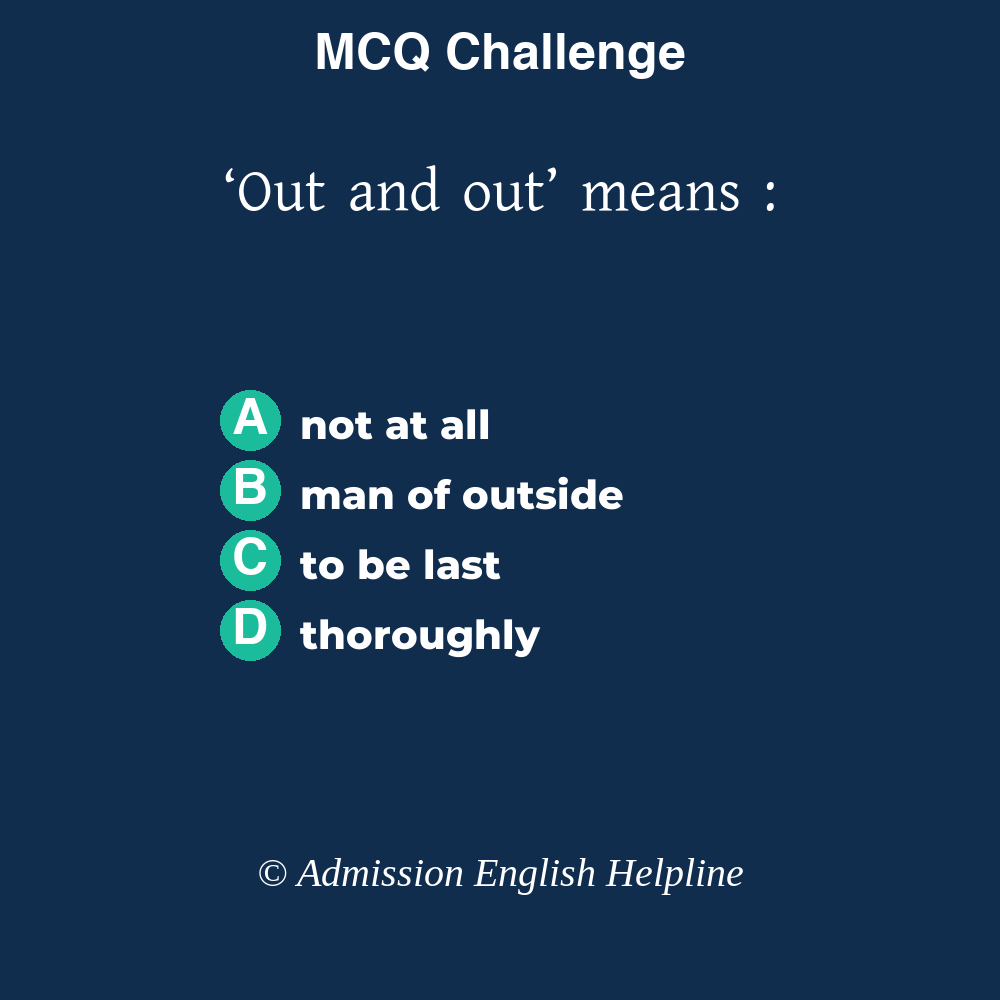 MCQ Challenge
‘Out and out’ means :
A not at all
B man of outside
C to be last
D thoroughly
© Admission English Helpline